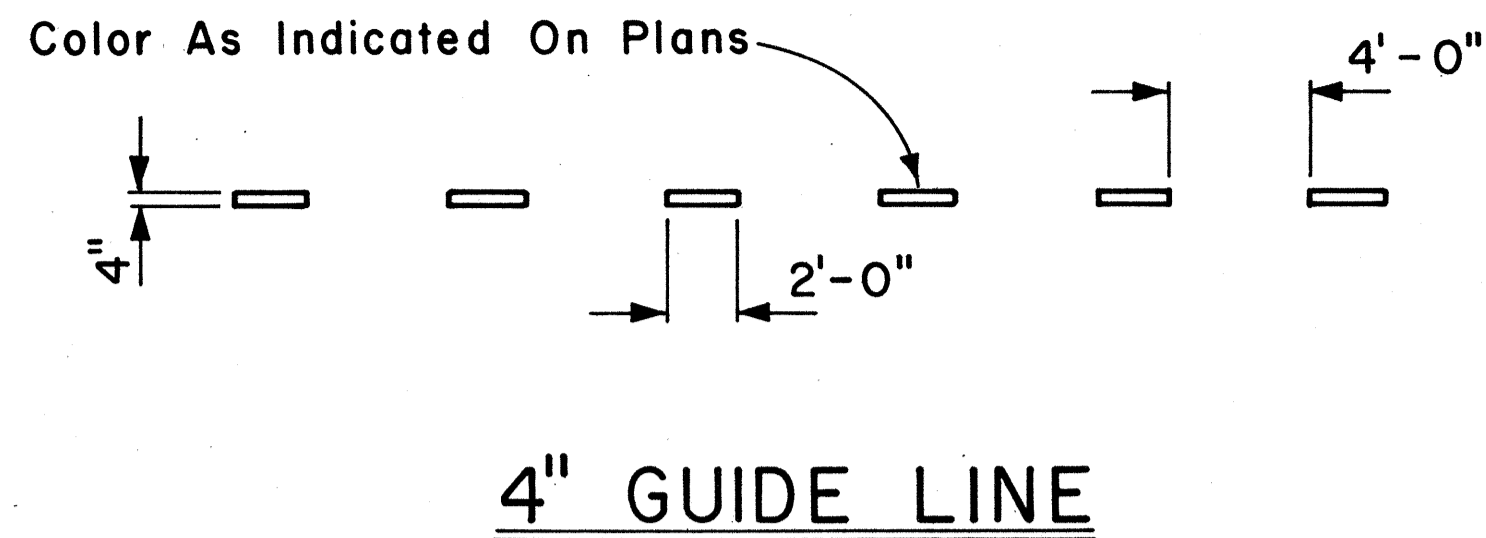 Color As Indicated On Plans
4'-0"
4"
2'-0"
4" GUIDE LINE